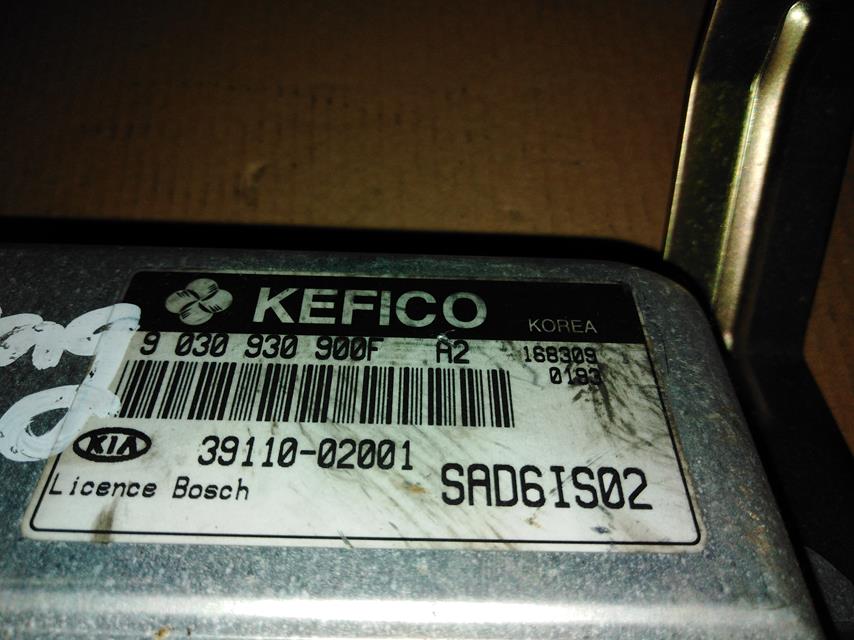 KEFICO
KOREA
9 030 930 900F A2 168309
0183
KIA
39110-02001
SAD6IS02
Licence Bosch